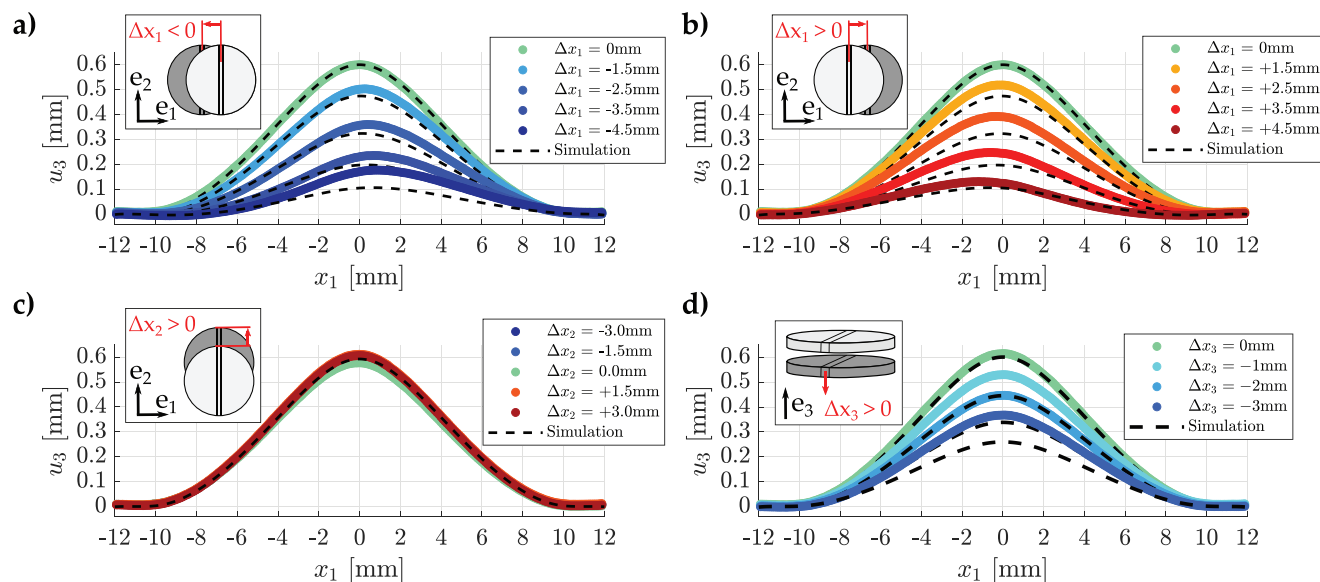 a)
Δx₁ < 0
e₂
e₁
Δx₁ = 0mm
Δx₁ = -1.5mm
Δx₁ = -2.5mm
Δx₁ = -3.5mm
Δx₁ = -4.5mm
Simulation
0.6
0.5
0.4
0.3
0.2
0.1
0
u₃ [mm]
-12 -10 -8 -6 -4 -2 0 2 4 6 8 10 12
x₁ [mm]
b)
Δx₁ > 0
e₂
e₁
Δx₁ = 0mm
Δx₁ = +1.5mm
Δx₁ = +2.5mm
Δx₁ = +3.5mm
Δx₁ = +4.5mm
Simulation
0.6
0.5
0.4
0.3
0.2
0.1
0
u₃ [mm]
-12 -10 -8 -6 -4 -2 0 2 4 6 8 10 12
x₁ [mm]
c)
Δx₂ > 0
e₂
e₁
Δx₂ = -3.0mm
Δx₂ = -1.5mm
Δx₂ = 0.0mm
Δx₂ = +1.5mm
Δx₂ = +3.0mm
Simulation
0.6
0.5
0.4
0.3
0.2
0.1
0
u₃ [mm]
-12 -10 -8 -6 -4 -2 0 2 4 6 8 10 12
x₁ [mm]
d)
e₃
Δx₃ > 0
Δx₃ = 0mm
Δx₃ = −1mm
Δx₃ = −2mm
Δx₃ = −3mm
Simulation
0.6
0.5
0.4
0.3
0.2
0.1
0
u₃ [mm]
-12 -10 -8 -6 -4 -2 0 2 4 6 8 10 12
x₁ [mm]